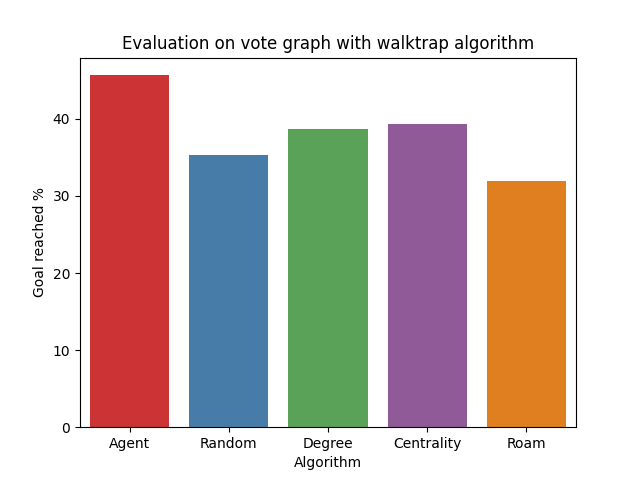 Evaluation on vote graph with walktrap algorithm
Goal reached %
40
30
20
10
0
Agent Random Degree Centrality Roam
Algorithm